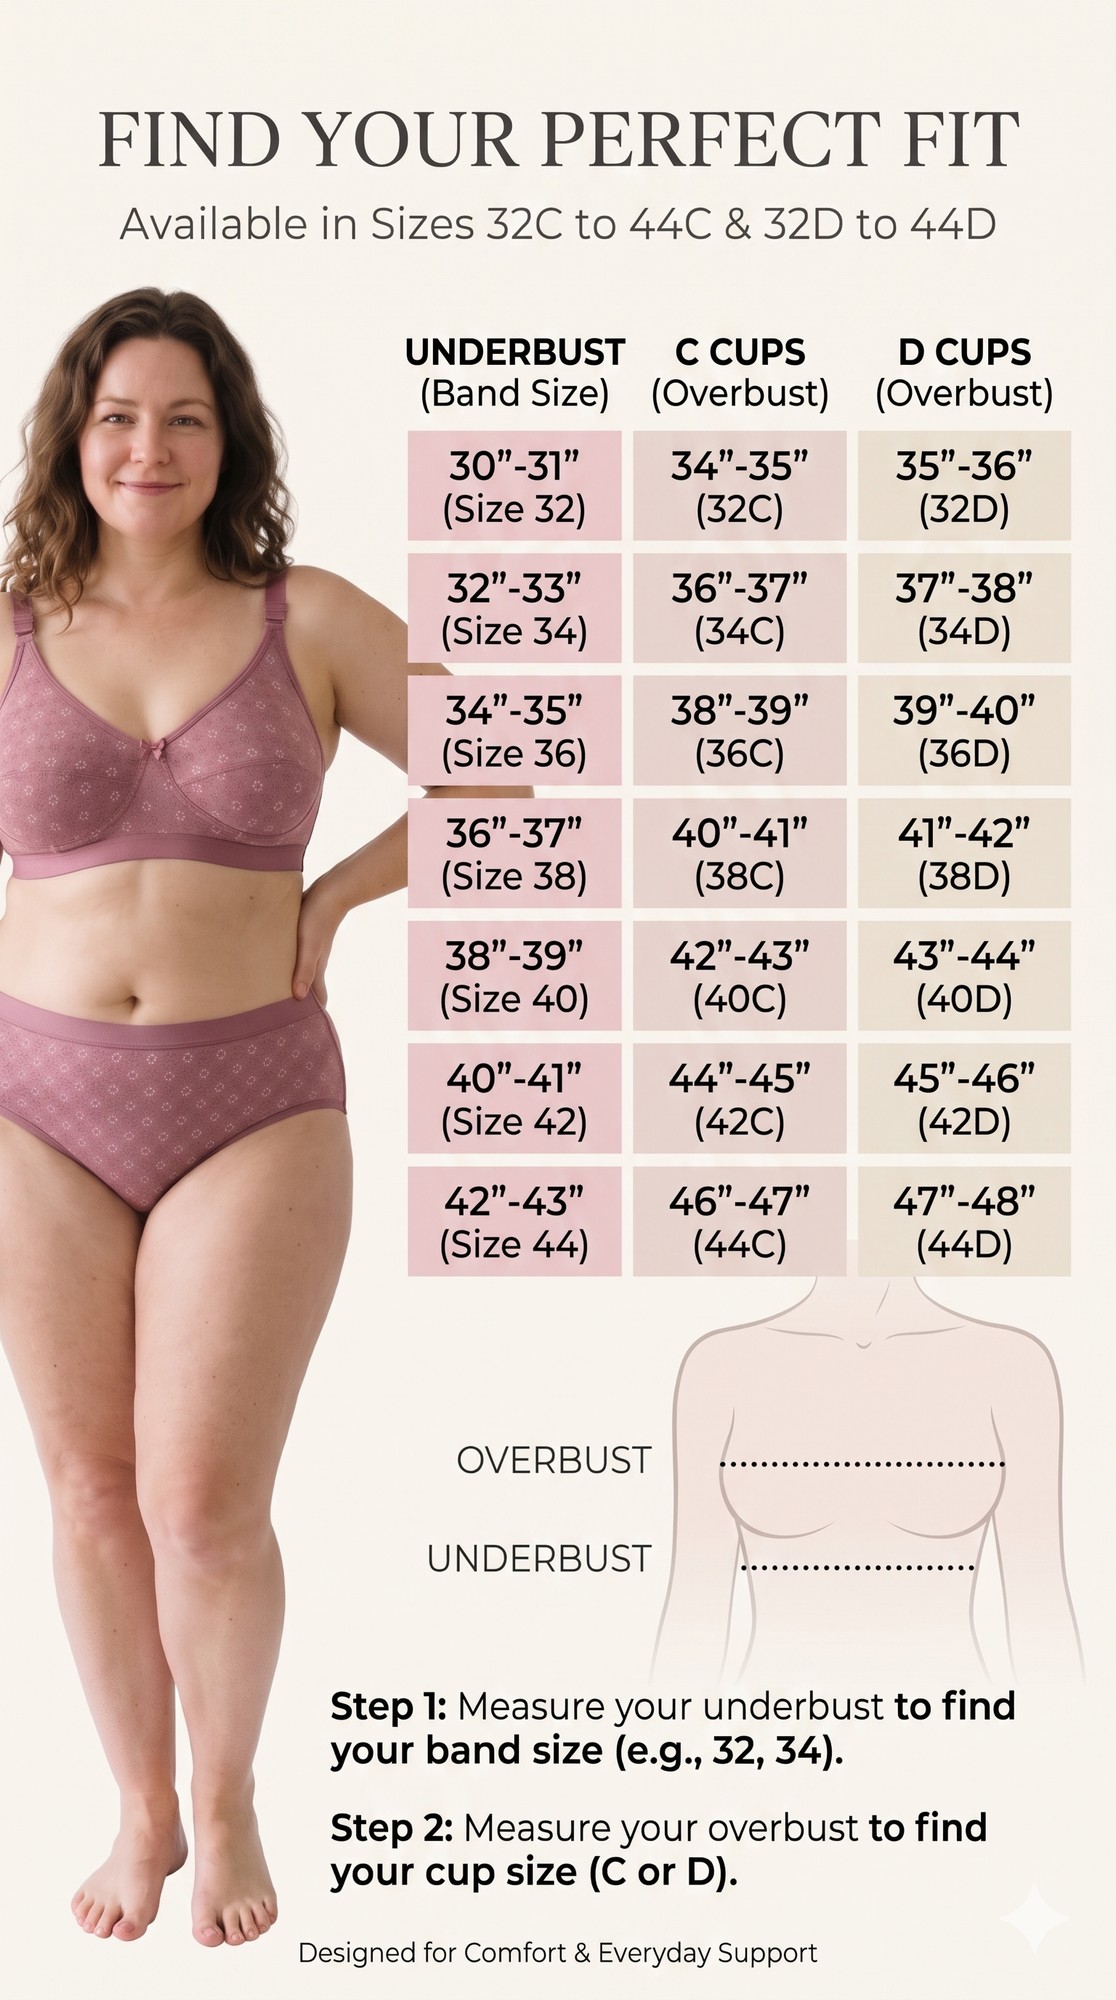 FIND YOUR PERFECT FIT
Available in Sizes 32C to 44C & 32D to 44D
UNDERBUST C CUPS D CUPS
(Band Size) (Overbust) (Overbust)
30”-31” 34”-35” 35”-36”
(Size 32) (32C) (32D)
32”-33” 36”-37” 37”-38”
(Size 34) (34C) (34D)
34”-35” 38”-39” 39”-40”
(Size 36) (36C) (36D)
36”-37” 40”-41” 41”-42”
(Size 38) (38C) (38D)
38”-39” 42”-43” 43”-44”
(Size 40) (40C) (40D)
40”-41” 44”-45” 45”-46”
(Size 42) (42C) (42D)
42”-43” 46”-47” 47”-48”
(Size 44) (44C) (44D)
OVERBUST
UNDERBUST
Step 1: Measure your underbust to find
your band size (e.g., 32, 34).
Step 2: Measure your overbust to find
your cup size (C or D).
Designed for Comfort & Everyday Support